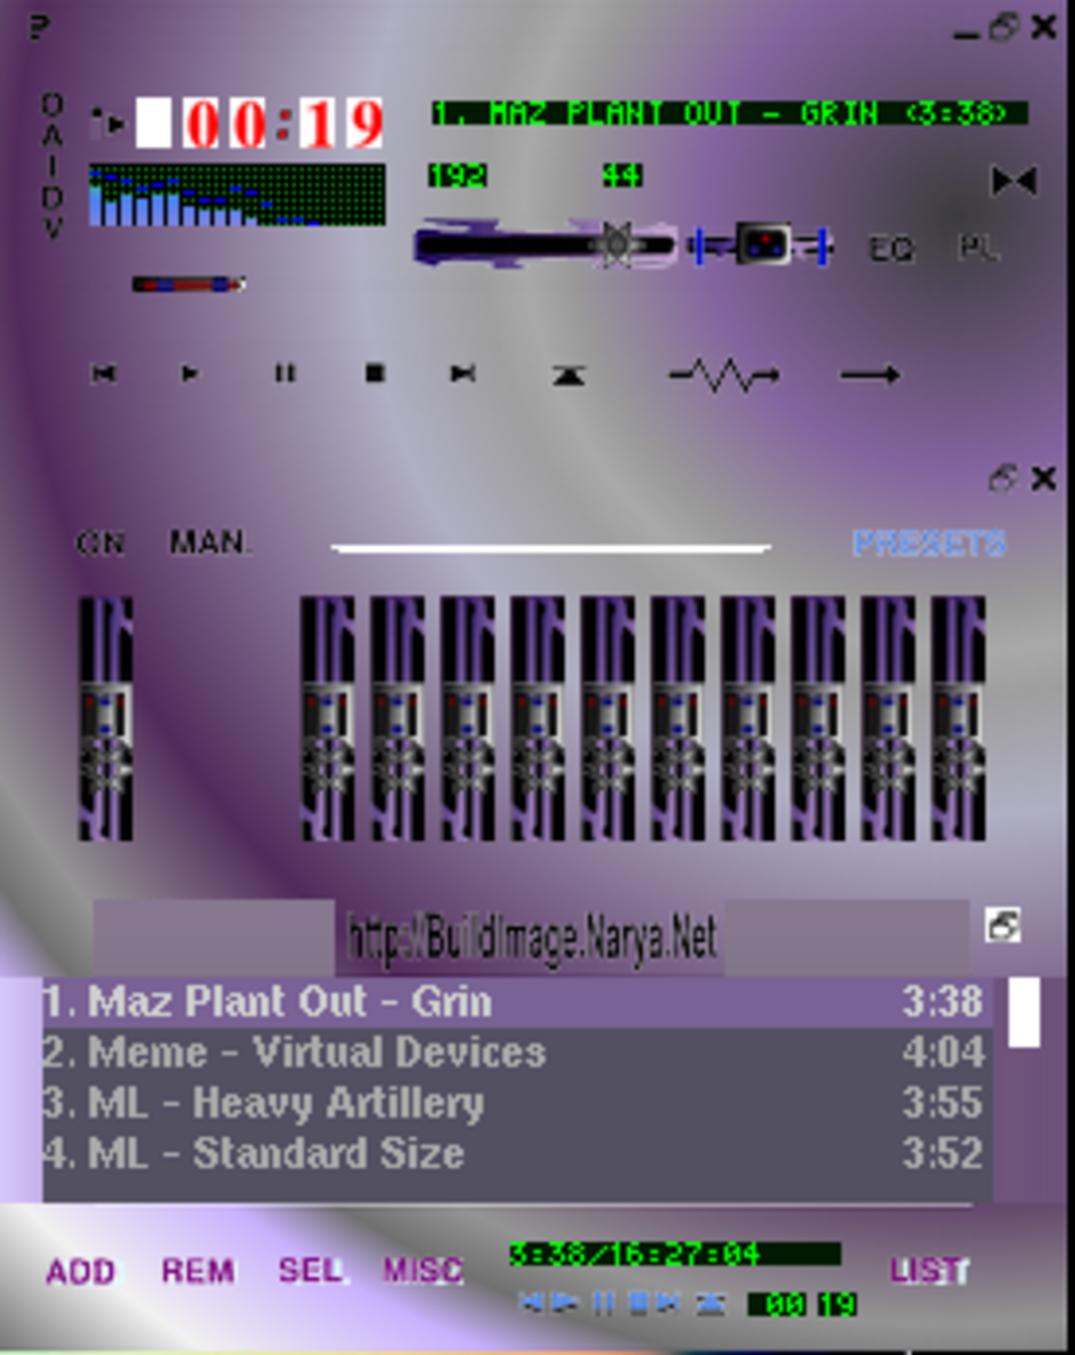 ?
O
A
I
D
V
00:19
1. MAZ PLANT OUT - GRIN (3:38)
192 44
EQ PL
ON MAN. PRESETS
http://BuildImage.Narya.Net
1. Maz Plant Out - Grin 3:38
2. Meme - Virtual Devices 4:04
3. ML - Heavy Artillery 3:55
4. ML - Standard Size 3:52
ADD REM SEL MISC 3:38/16:27:04 LIST
00 19